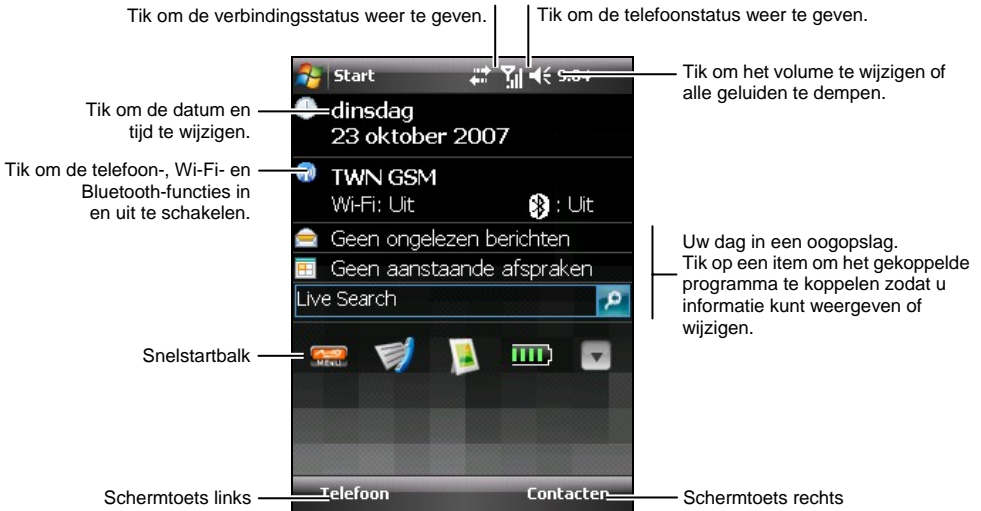 Tik om de verbindingsstatus weer te geven.
Tik om de telefoonstatus weer te geven.
Start
9:04
Tik om het volume te wijzigen of
alle geluiden te dempen.
Tik om de datum en
tijd te wijzigen.
dinsdag
23 oktober 2007
Tik om de telefoon-, Wi-Fi- en
Bluetooth-functies in
en uit te schakelen.
TWN GSM
Wi-Fi: Uit
: Uit
Geen ongelezen berichten
Geen aanstaande afspraken
Live Search
Uw dag in een oogopslag.
Tik op een item om het gekoppelde
programma te koppelen zodat u
informatie kunt weergeven of
wijzigen.
Snelstartbalk
MENU
Schermtoets links
Telefoon
Contacten
Schermtoets rechts